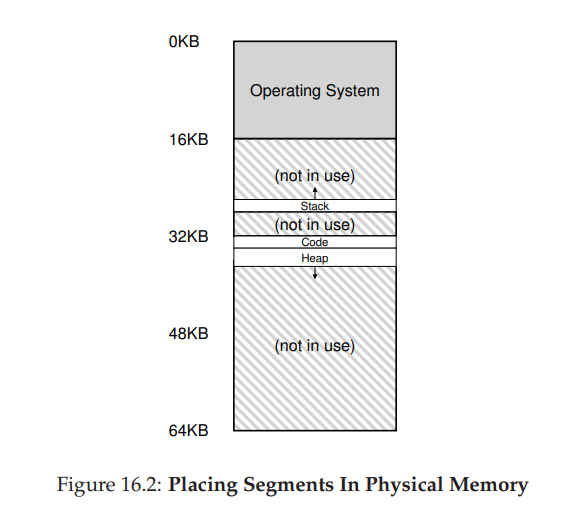 0KB
Operating System
16KB
(not in use)
Stack
(not in use)
32KB
Code
Heap
48KB
(not in use)
64KB
Figure 16.2: Placing Segments In Physical Memory